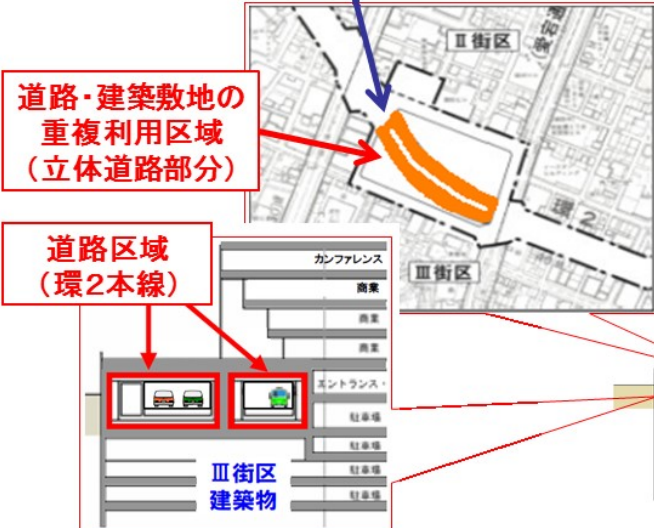 Ⅲ街区
(愛宕通
道路・建築敷地の
重複利用区域
(立体道路部分)
環2
Ⅲ街区
道路区域
(環2本線)
カンファレンス
商業
商業
商業
エントランス・
駐車場
駐車場
駐車場
駐車場
Ⅲ街区
建築物